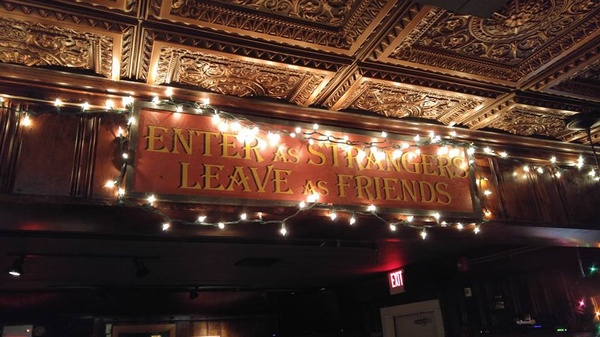 ENTER AS STRANGERS
LEAVE AS FRIENDS
EXIT